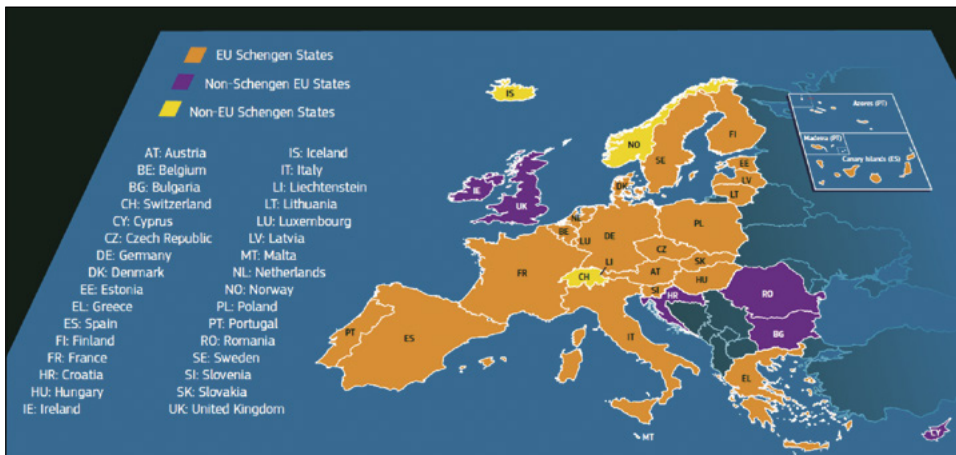 EU Schengen States
Non-Schengen EU States
Non-EU Schengen States
AT: Austria
BE: Belgium
BG: Bulgaria
CH: Switzerland
CY: Cyprus
CZ: Czech Republic
DE: Germany
DK: Denmark
EE: Estonia
EL: Greece
ES: Spain
FI: Finland
FR: France
HR: Croatia
HU: Hungary
IE: Ireland
IS: Iceland
IT: Italy
LI: Liechtenstein
LT: Lithuania
LU: Luxembourg
LV: Latvia
MT: Malta
NL: Netherlands
NO: Norway
PL: Poland
PT: Portugal
RO: Romania
SE: Sweden
SI: Slovenia
SK: Slovakia
UK: United Kingdom
IS
NO
SE
FI
EE
LV
LT
DK
IE
UK
NL
BE
LU
DE
PL
CZ
SK
LI
AT
HU
CH
FR
SI
HR
RO
BG
IT
PT
ES
EL
MT
CY
Azores (PT)
Madeira (PT)
Canary Islands (ES)